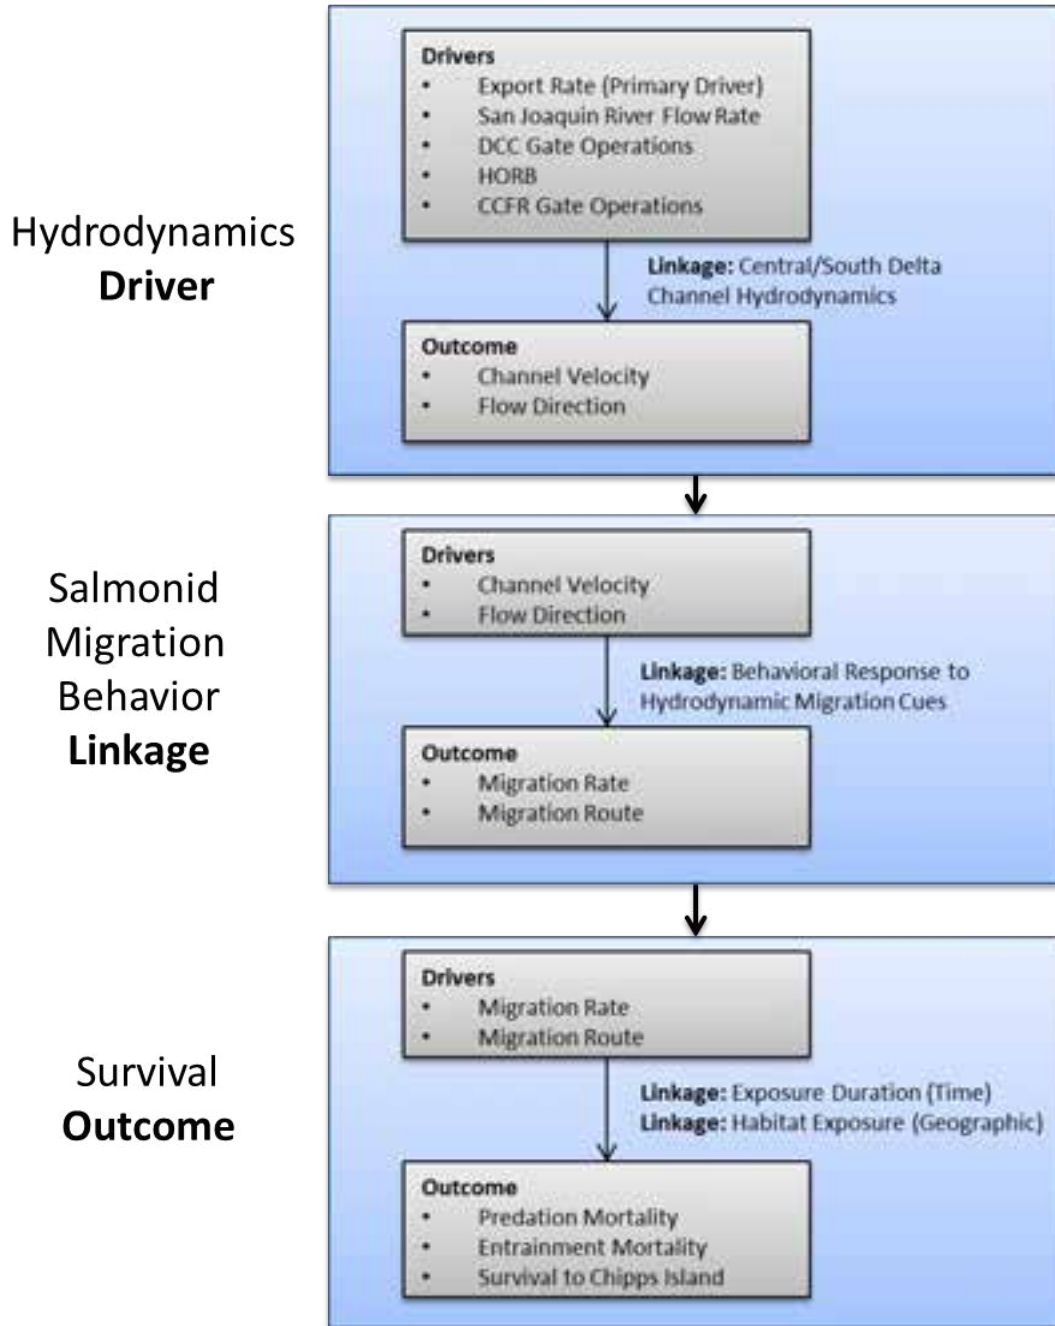 Hydrodynamics
Driver
Drivers
• Export Rate (Primary Driver)
• San Joaquin River Flow Rate
• DCC Gate Operations
• HORB
• CCFR Gate Operations
Linkage: Central/South Delta
Channel Hydrodynamics
Outcome
• Channel Velocity
• Flow Direction
Salmonid
Migration
Behavior
Linkage
Drivers
• Channel Velocity
• Flow Direction
Linkage: Behavioral Response to
Hydrodynamic Migration Cues
Outcome
• Migration Rate
• Migration Route
Survival
Outcome
Drivers
• Migration Rate
• Migration Route
Linkage: Exposure Duration (Time)
Linkage: Habitat Exposure (Geographic)
Outcome
• Predation Mortality
• Entrainment Mortality
• Survival to Chipps Island